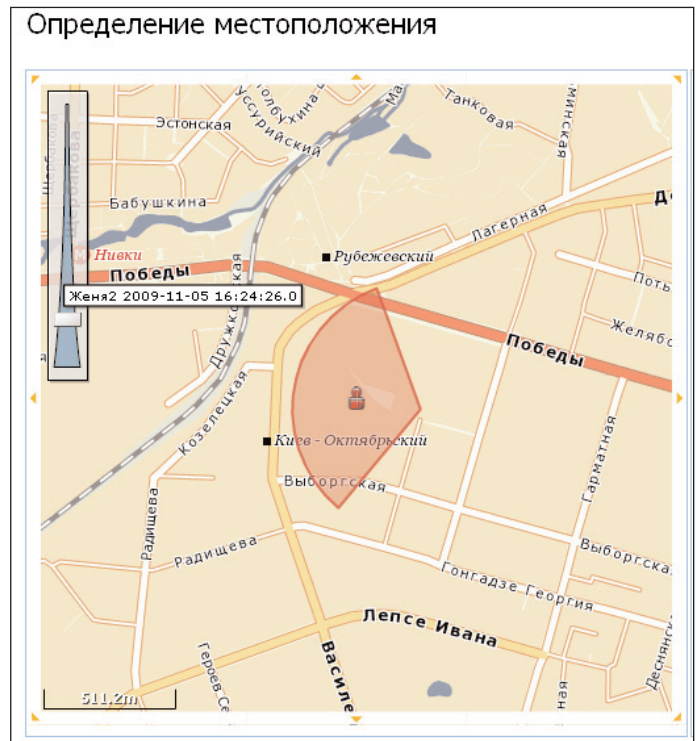 Определение местоположения
Эстонская
Уссурийский
Танковая
Щербакова
Бабушкина
Лагерная
М Нивки
Рубежевский
Победы
Женя2 2009-11-05 16:24:26.0
Дружковская
Победы
Козелецкая
Киев - Октябрьский
Выборгская
Гарматная
Радищева
Радищева
Гонгадзе Георгия
Лепсе Ивана
511.2m